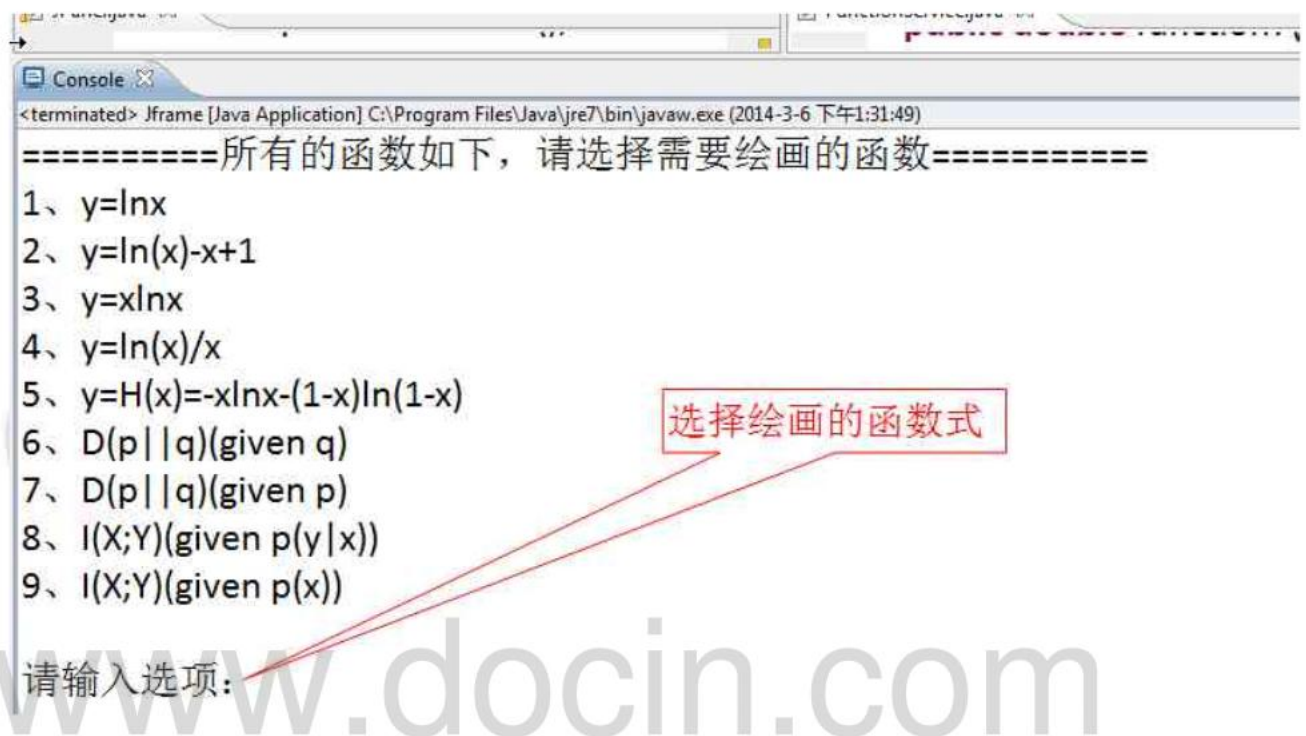 Console
<terminated> Jframe [Java Application] C:\Program Files\Java\jre7\bin\javaw.exe (2014-3-6 下午1:31:49)
==========所有的函数如下，请选择需要绘画的函数===========
1、y=lnx
2、y=ln(x)-x+1
3、y=xlnx
4、y=ln(x)/x
5、y=H(x)=-xlnx-(1-x)ln(1-x)
选择绘画的函数式
6、D(p||q)(given q)
7、D(p||q)(given p)
8、I(X;Y)(given p(y|x))
9、I(X;Y)(given p(x))
请输入选项:
www.docin.com